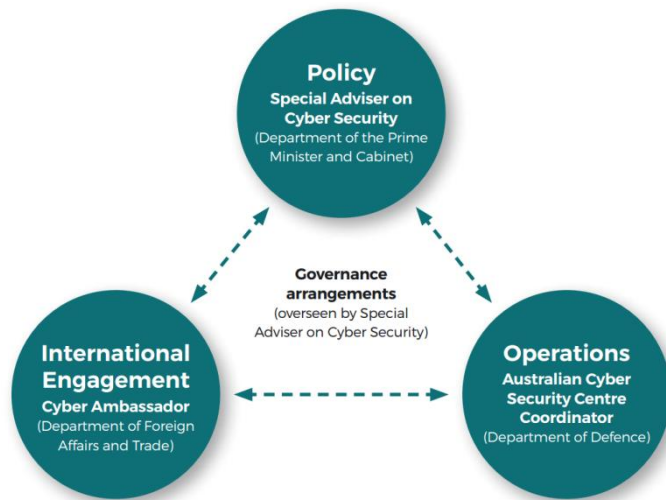 Policy
Special Adviser on
Cyber Security
(Department of the Prime
Minister and Cabinet)
Governance
arrangements
(overseen by Special
Adviser on Cyber Security)
International
Engagement
Cyber Ambassador
(Department of Foreign
Affairs and Trade)
Operations
Australian Cyber
Security Centre
Coordinator
(Department of Defence)